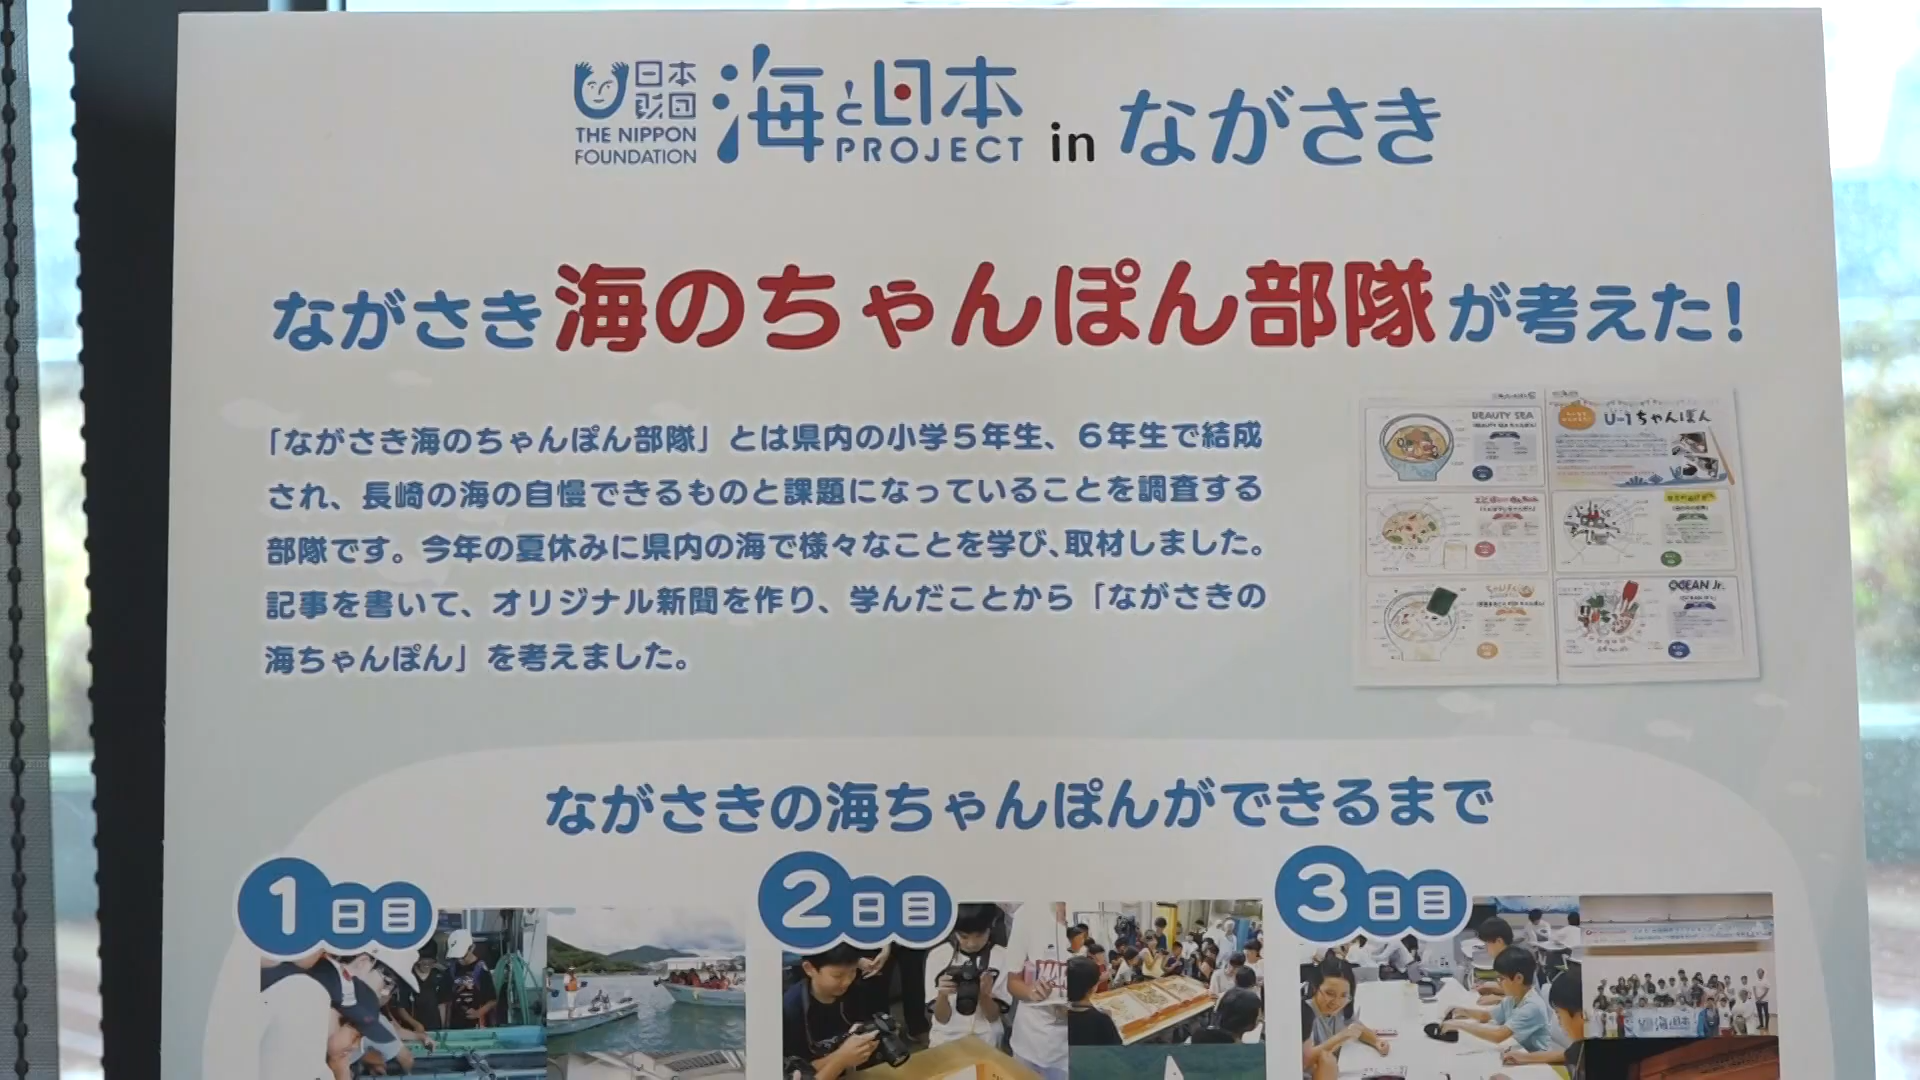 日本
財団
THE NIPPON
FOUNDATION
海と日本
PROJECT
in ながさき
ながさき海のちゃんぽん部隊が考えた!
「ながさき海のちゃんぽん部隊」とは県内の小学5年生、6年生で結成
され、長崎の海の自慢できるものと課題になっていることを調査する
部隊です。今年の夏休みに県内の海で様々なことを学び、取材しました。
記事を書いて、オリジナル新聞を作り、学んだことから「ながさきの
海ちゃんぽん」を考えました。
BEAUTY SEA
U-1ちゃんぽん
OCEAN Jr.
ながさきの海ちゃんぽんができるまで
1日目
2日目
3日目
海と日本